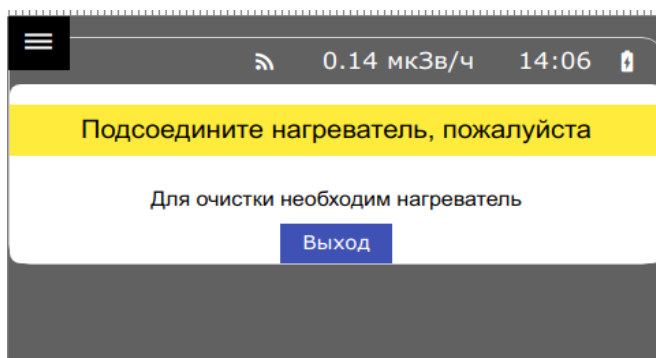 0.14 мкЗв/ч 14:06
Подсоедините нагреватель, пожалуйста
Для очистки необходим нагреватель
Выход